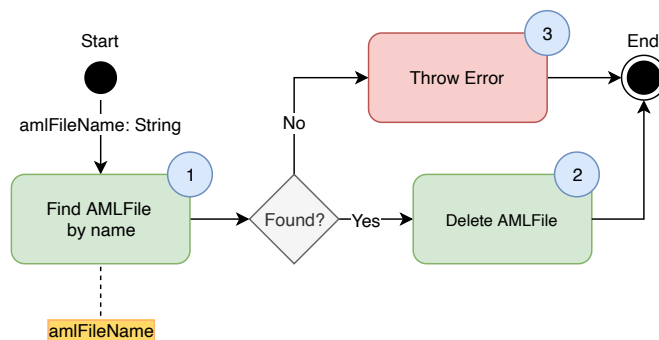 Start
End
3
Throw Error
amlFileName: String
No
1
Find AMLFile
by name
Found?
Yes
2
Delete AMLFile
amlFileName